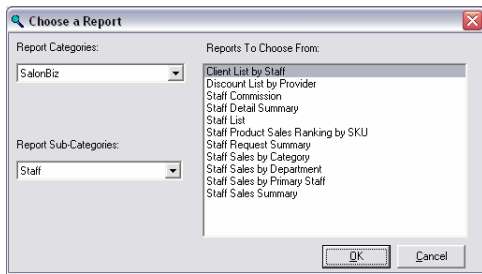 Choose a Report
Report Categories:
SalonBiz
Report Sub-Categories:
Staff
Reports To Choose From:
Client List by Staff
Discount List by Provider
Staff Commission
Staff Detail Summary
Staff List
Staff Product Sales Ranking by SKU
Staff Request Summary
Staff Sales by Category
Staff Sales by Department
Staff Sales by Primary Staff
Staff Sales Summary
OK
Cancel